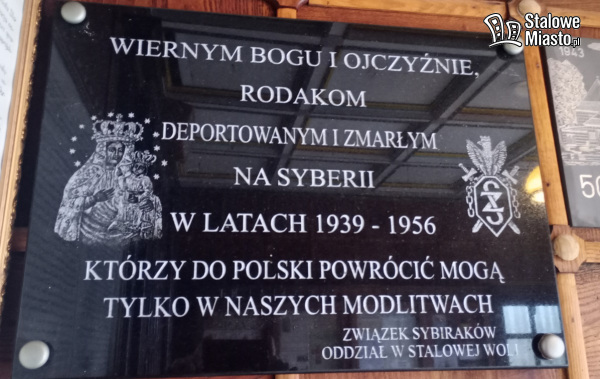 Stalowe
Miasto.pl
WIERNYM BOGU I OJCZYŹNIE,
RODAKOM
DEPORTOWANYM I ZMARŁYM
NA SYBERII
W LATACH 1939 - 1956
KTÓRZY DO POLSKI POWRÓCIĆ MOGĄ
TYLKO W NASZYCH MODLITWACH
ZWIĄZEK SYBIRAKÓW
ODDZIAŁ W STALOWEJ WOLI
1943